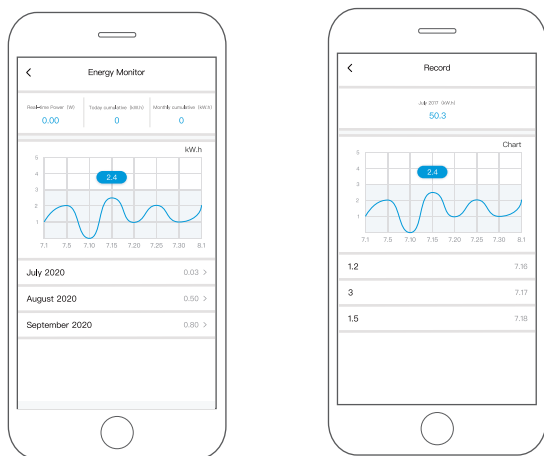 Energy Monitor
Real-time Power (W) Today cumulative (kW.h) Monthly cumulative (kW.h)
0.00 0 0
kW.h
5
4
3
2
1
2.4
7.1 7.5 7.10 7.15 7.20 7.25 7.30 8.1
July 2020 0.03
August 2020 0.50
September 2020 0.80
Record
July 2017 (kW.h)
50.3
Chart
5
4
3
2
1
2.4
7.1 7.5 7.10 7.15 7.20 7.25 7.30 8.1
1.2 7.16
3 7.17
1.5 7.18